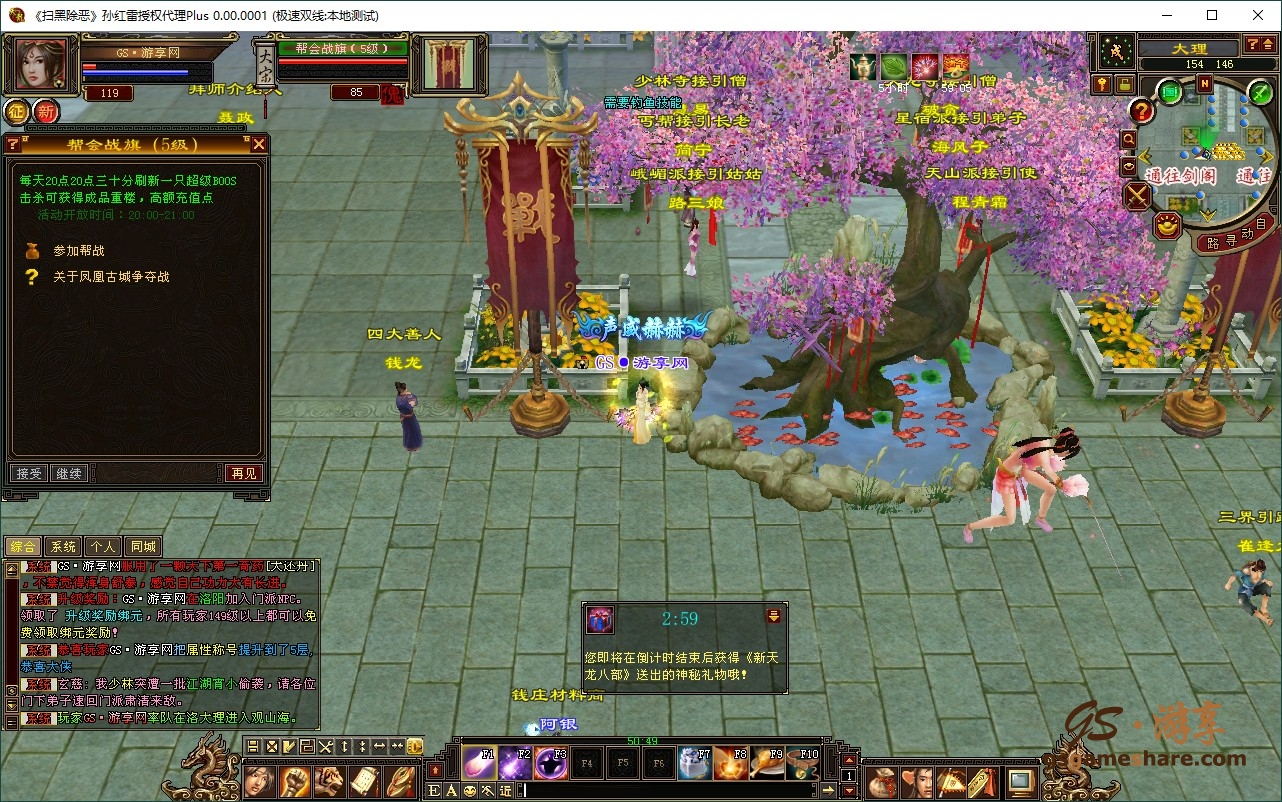 《扫黑除恶》孙红雷授权代理Plus 0.00.0001 (极速双线:本地测试)
GS·游享网
119
大宋
帮会战旗（5级）
85
拜师介绍人
聂政
征 新
帮会战旗（5级）
每天20点20点三十分刷新一只超级BOOS
击杀可获得成品重楼，高额充值点
活动开放时间：20:00-21:00
参加帮战
关于凤凰古城争夺战
接受 继续 再见
少林寺接引僧
需要钓鱼技能
丐帮接引长老
简宁
峨嵋派接引姑姑
路三娘
5小时 59:05
破贪
星宿派接引弟子
海风子
天山派接引使
程青霜
大理
154 146
N
通往剑阁 通往
自动寻路
声威赫赫
GS●游享网
四大善人
钱龙
三界引路
崔逢九
综合 系统 个人 同城
系统 GS·游享网服用了一颗天下第一奇药[大还丹]
，不禁觉得浑身舒泰，感觉自己功力大有长进。
系统 升级奖励：GS·游享网在洛阳加入门派NPC。
领取了 升级奖励绑元，所有玩家149级以上都可以免
费领取绑元奖励！
系统 恭喜玩家GS·游享网把属性称号提升到了5层,
恭喜大侠
系统 玄慈：我少林突遭一批江湖宵小偷袭，请各位
门下弟子速回门派肃清来敌。
系统 玩家GS·游享网率队在洛大理进入观山海。
2:59
您即将在倒计时结束后获得《新天
龙八部》送出的神秘礼物哦！
钱庄材料商
阿银
50:49
F1 F2 F3 F4 F5 F6 F7 F8 F9 F10
1
E A 近
GS·游享
gsgameshare.com